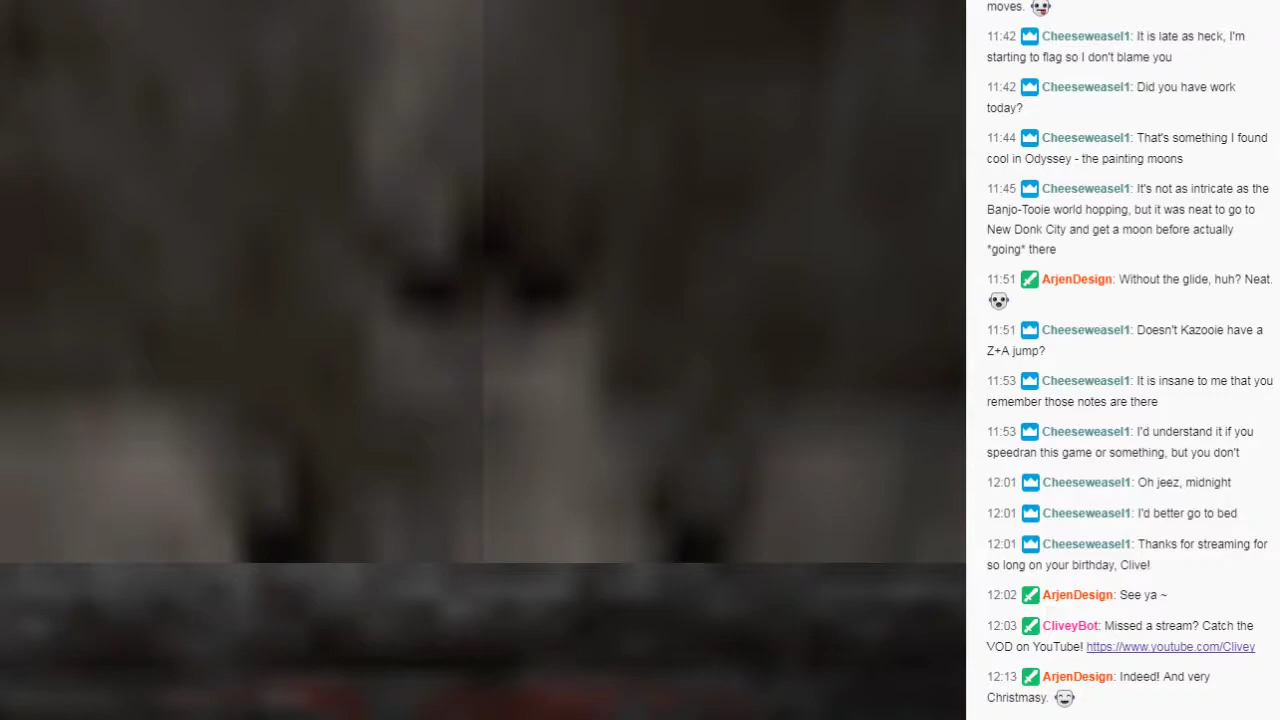 moves.
11:42 Cheeseweasel1: It is late as heck, I'm
starting to flag so I don't blame you
11:42 Cheeseweasel1: Did you have work
today?
11:44 Cheeseweasel1: That's something I found
cool in Odyssey - the painting moons
11:45 Cheeseweasel1: It's not as intricate as the
Banjo-Tooie world hopping, but it was neat to go to
New Donk City and get a moon before actually
*going* there
11:51 ArjenDesign: Without the glide, huh? Neat.
11:51 Cheeseweasel1: Doesn't Kazooie have a
Z+A jump?
11:53 Cheeseweasel1: It is insane to me that you
remember those notes are there
11:53 Cheeseweasel1: I'd understand it if you
speedran this game or something, but you don't
12:01 Cheeseweasel1: Oh jeez, midnight
12:01 Cheeseweasel1: I'd better go to bed
12:01 Cheeseweasel1: Thanks for streaming for
so long on your birthday, Clive!
12:02 ArjenDesign: See ya ~
12:03 CliveyBot: Missed a stream? Catch the
VOD on YouTube! https://www.youtube.com/Clivey
12:13 ArjenDesign: Indeed! And very
Christmasy.